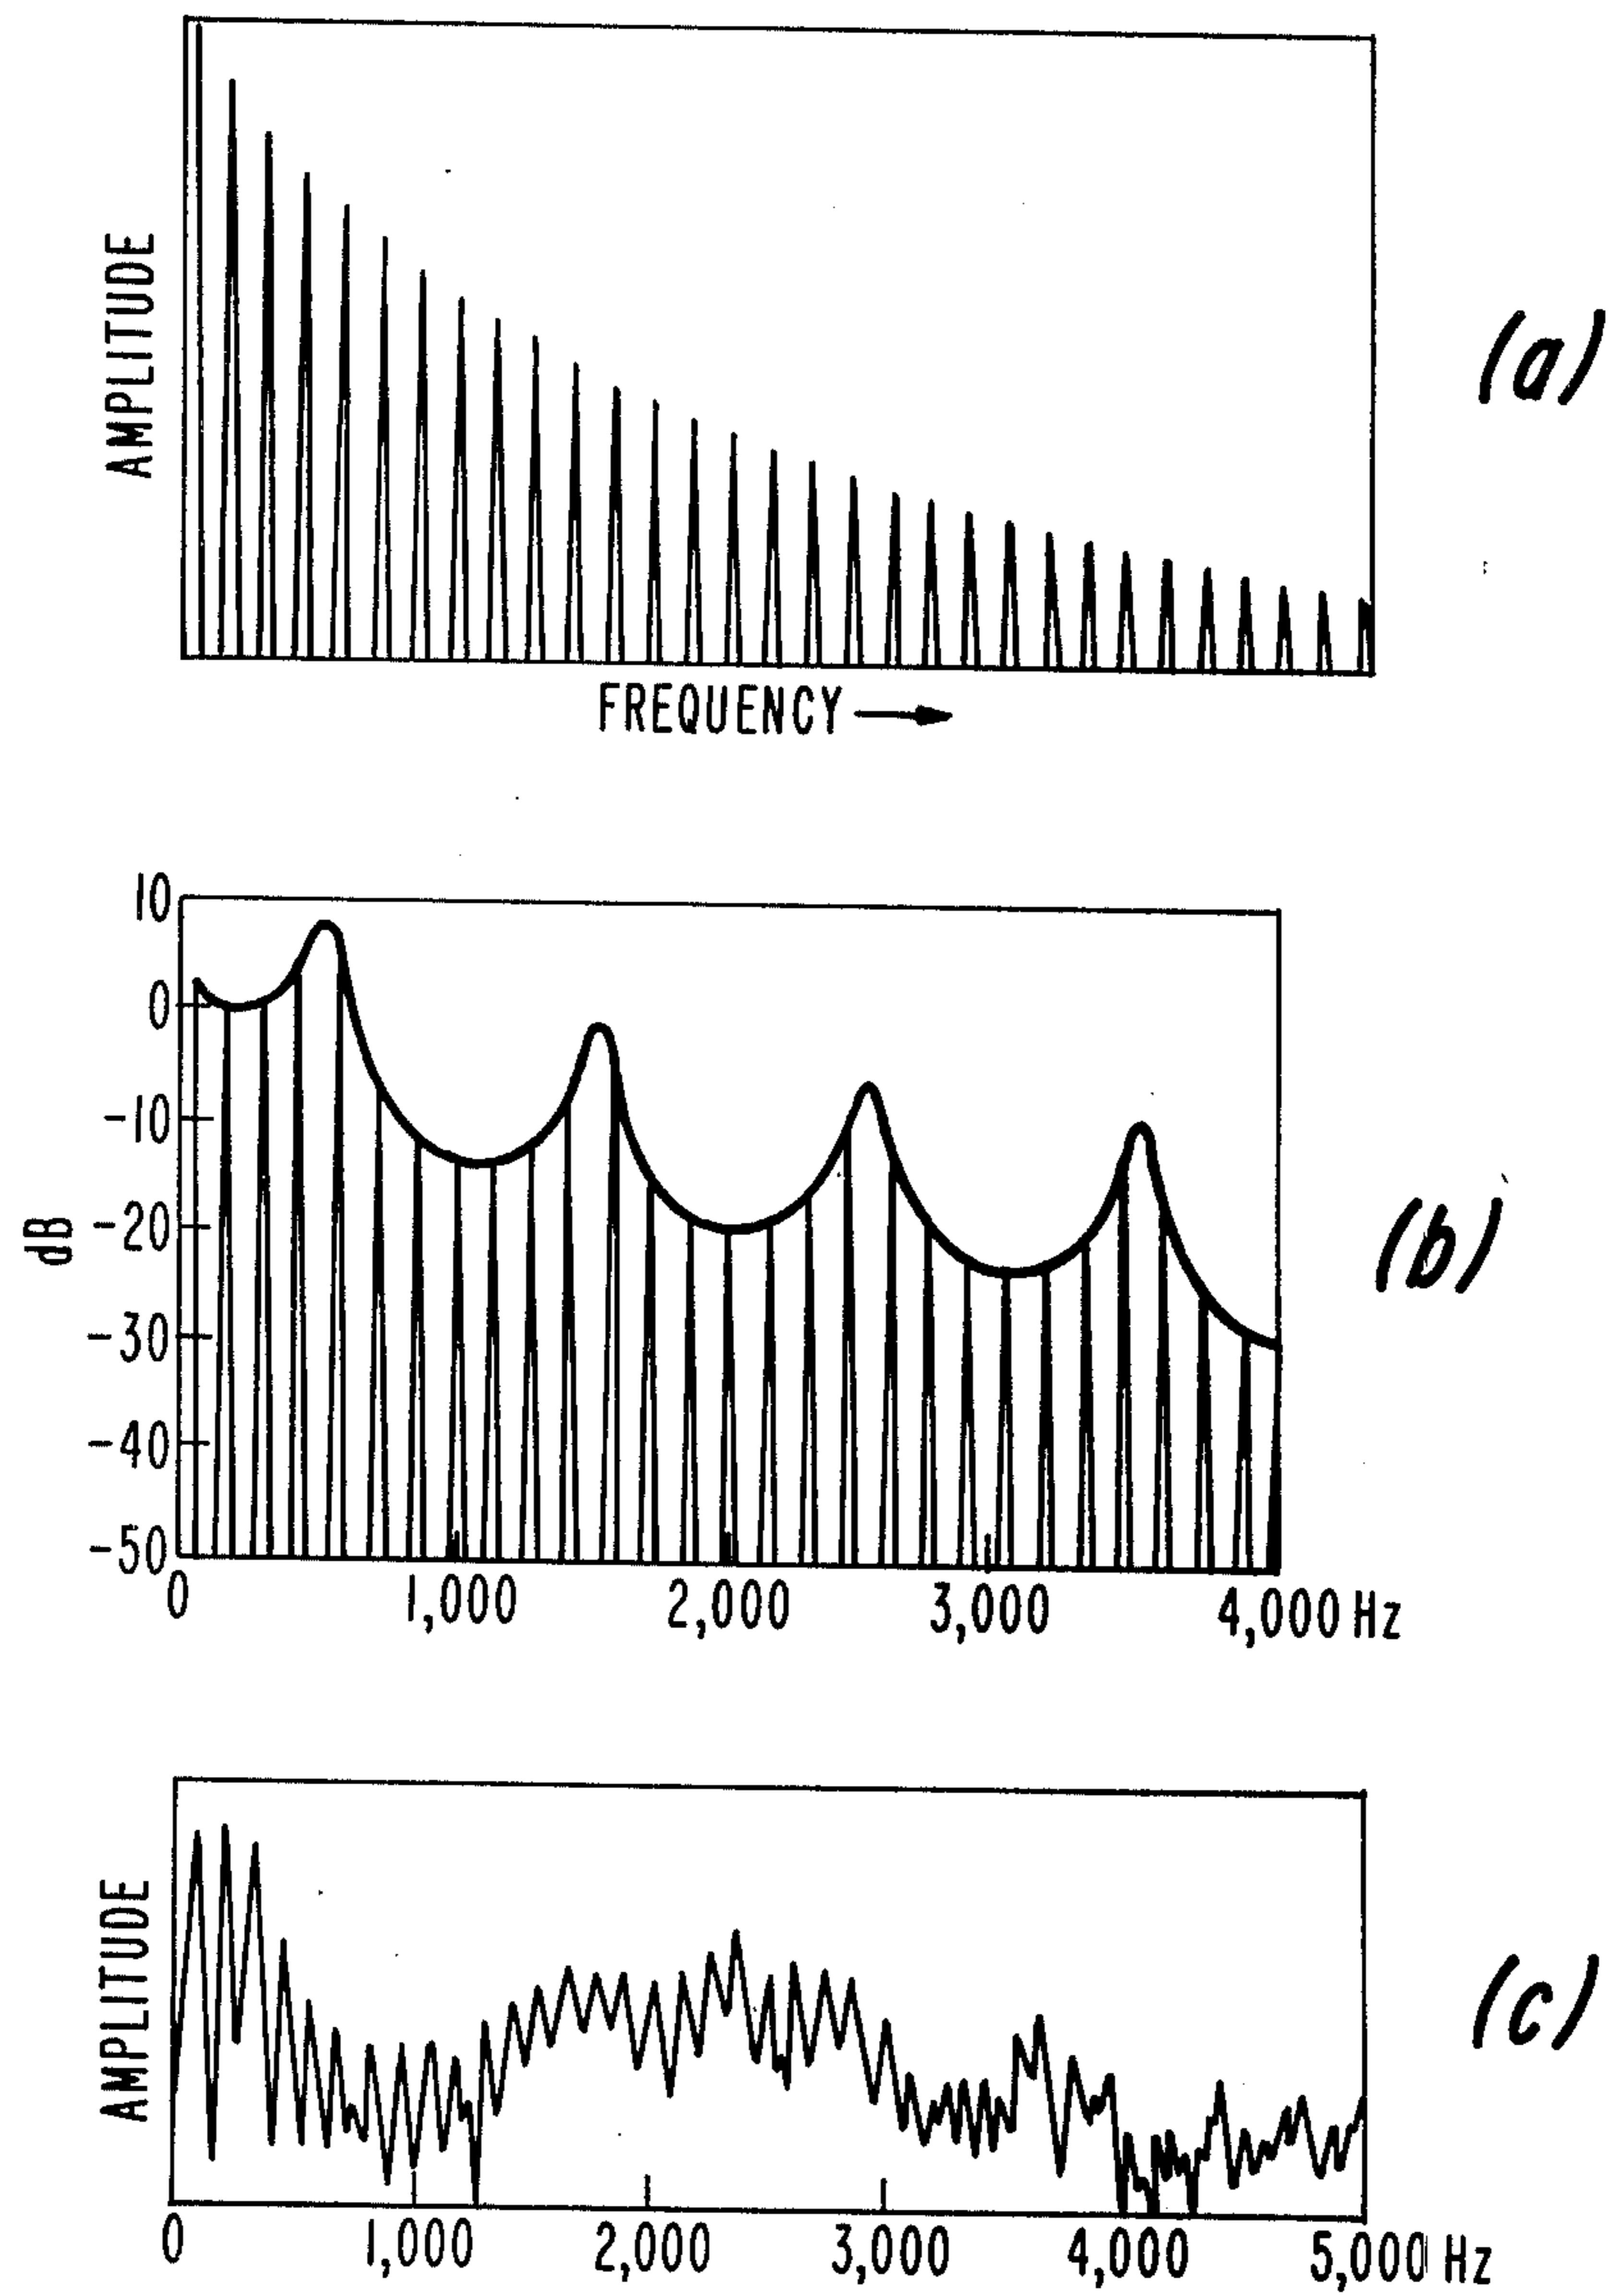 AMPLITUDE
(a)
FREQUENCY
10
0
-10
-20
-30
-40
-50
dB
(b)
0 1,000 2,000 3,000 4,000 Hz
AMPLITUDE
(c)
0 1,000 2,000 3,000 4,000 5,000 Hz